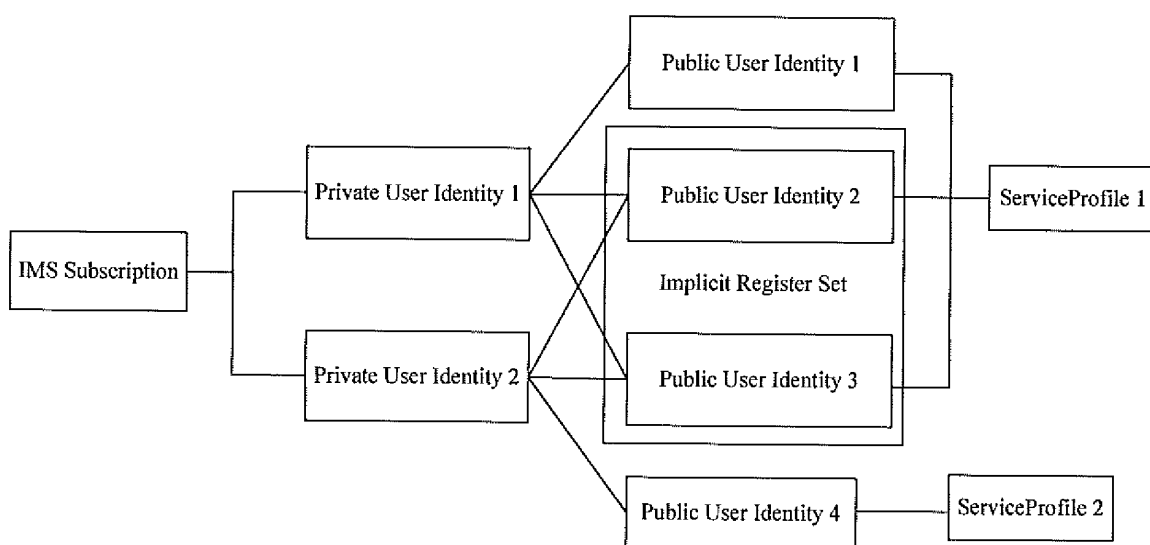 Public User Identity 1
Private User Identity 1
Public User Identity 2
ServiceProfile 1
IMS Subscription
Implicit Register Set
Private User Identity 2
Public User Identity 3
Public User Identity 4
ServiceProfile 2